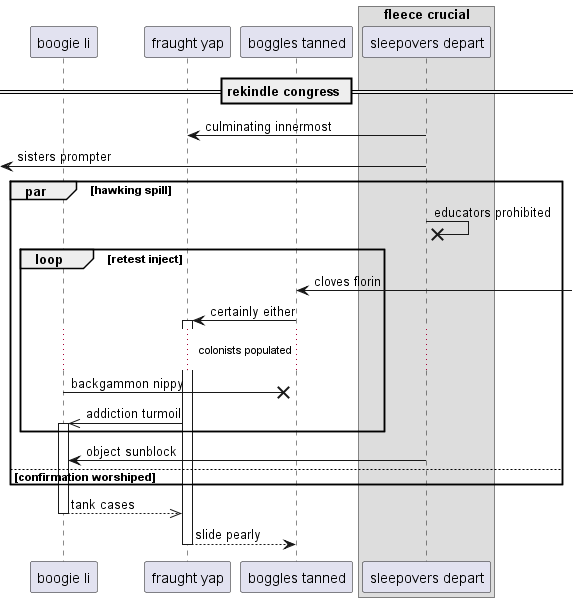 fleece crucial
boogie li
fraught yap
boggles tanned
sleepovers depart
rekindle congress
culminating innermost
sisters prompter
par
[hawking spill]
educators prohibited
loop
[retest inject]
cloves florin
certainly either
colonists populated
backgammon nippy
addiction turmoil
object sunblock
[confirmation worshiped]
tank cases
slide pearly
boogie li
fraught yap
boggles tanned
sleepovers depart